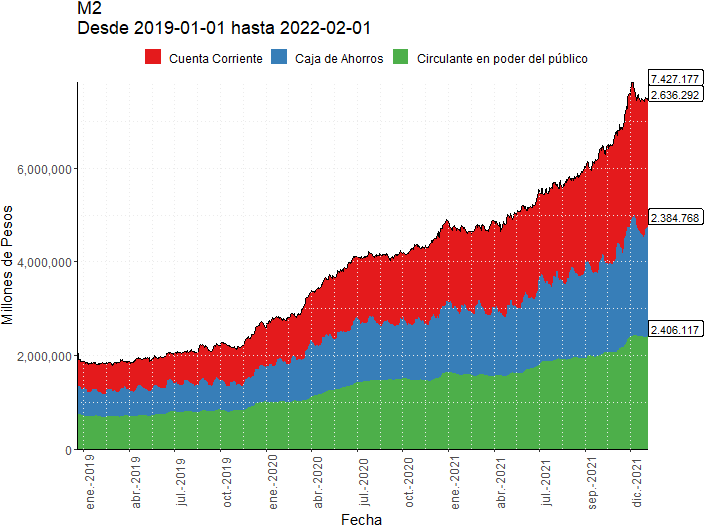 M2
Desde 2019-01-01 hasta 2022-02-01
Cuenta Corriente Caja de Ahorros Circulante en poder del público
7.427.177
2.636.292
2.384.768
2.406.117
Millones de Pesos
6,000,000
4,000,000
2,000,000
0
ene.-2019 abr.-2019 jul.-2019 oct.-2019 ene.-2020 abr.-2020 jul.-2020 oct.-2020 ene.-2021 abr.-2021 jul.-2021 sep.-2021 dic.-2021
Fecha